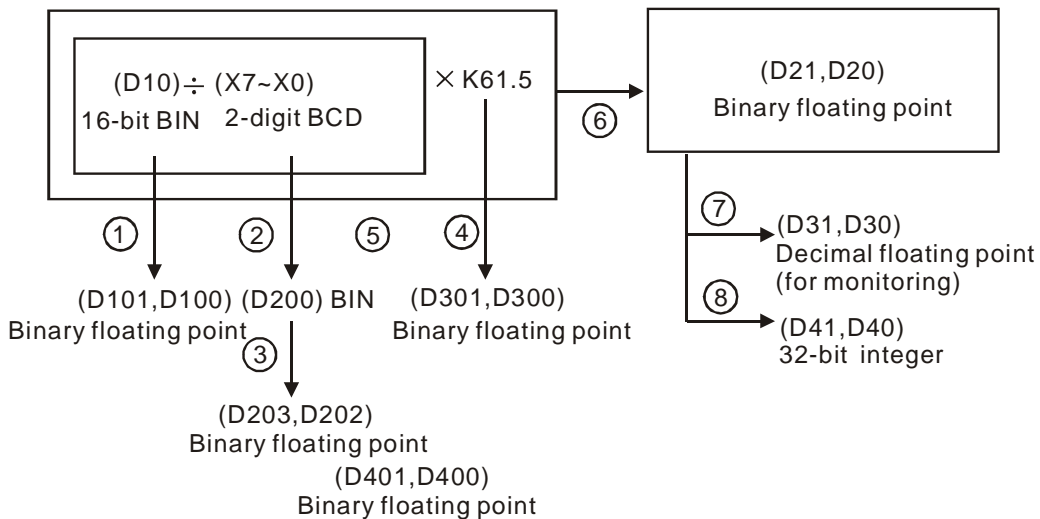 (D10)÷ (X7~X0)
16-bit BIN 2-digit BCD
× K61.5
⑥
(D21,D20)
Binary floating point
①
②
⑤
④
⑦
(D31,D30)
Decimal floating point
(for monitoring)
⑧
(D41,D40)
32-bit integer
(D101,D100) (D200) BIN
Binary floating point
(D301,D300)
Binary floating point
③
(D203,D202)
Binary floating point
(D401,D400)
Binary floating point